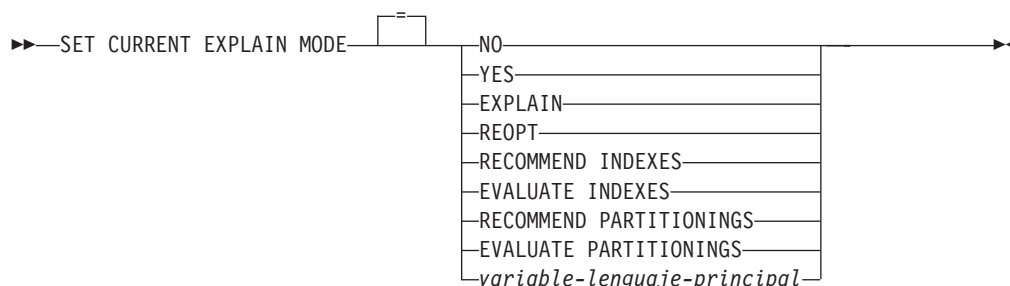 =
SET CURRENT EXPLAIN MODE NO
YES
EXPLAIN
REOPT
RECOMMEND INDEXES
EVALUATE INDEXES
RECOMMEND PARTITIONINGS
EVALUATE PARTITIONINGS
variable-lenguaje-principal